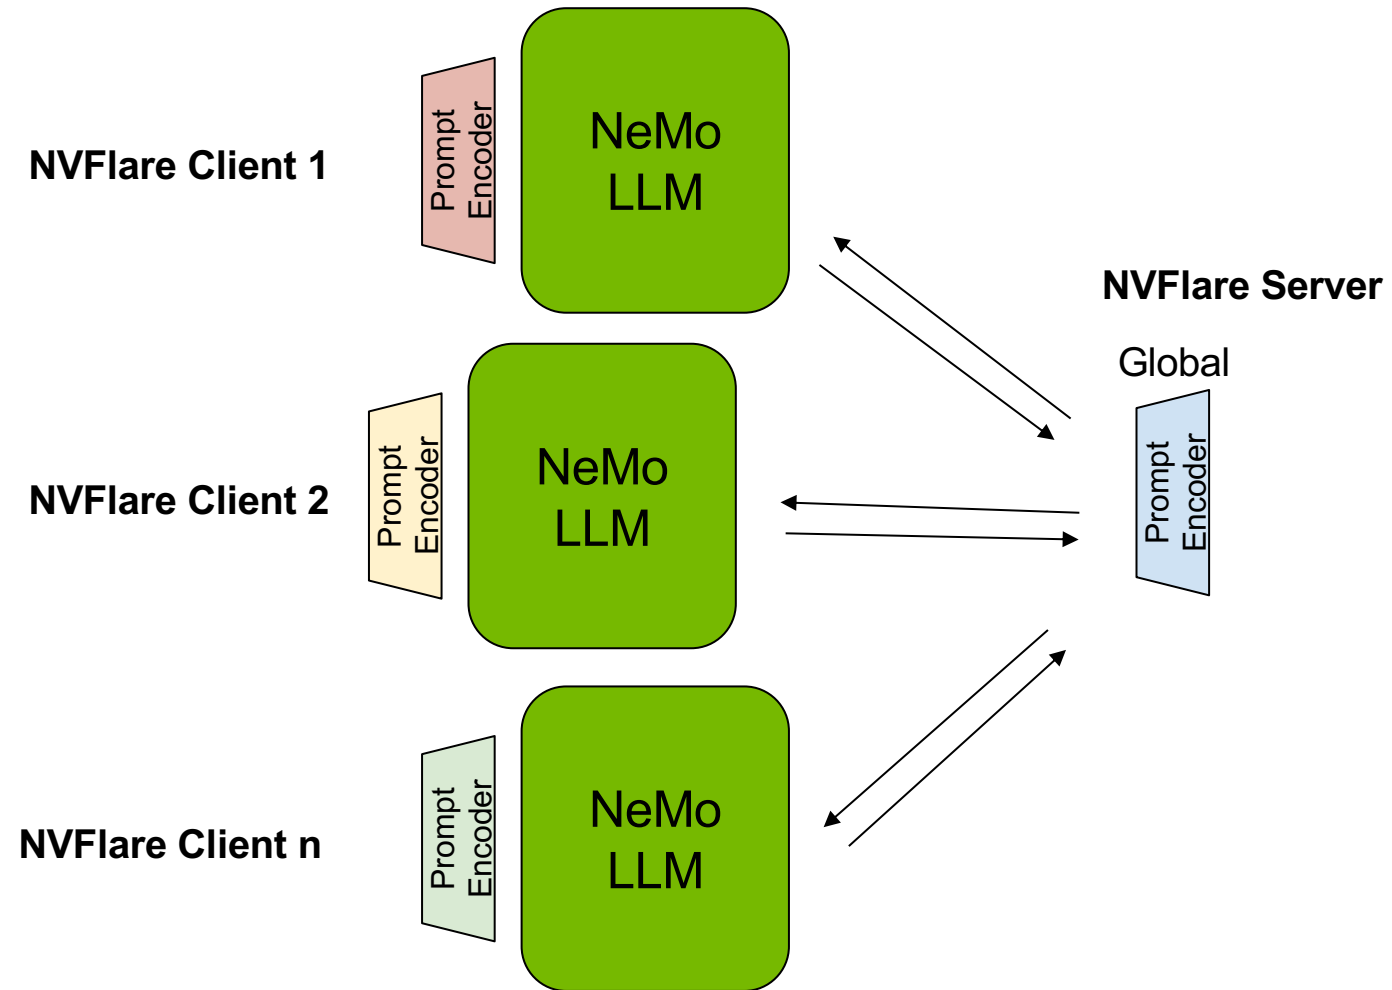 NVFlare Client 1
Prompt
Encoder
NeMo
LLM
NVFlare Server
Global
Prompt
Encoder
NVFlare Client 2
Prompt
Encoder
NeMo
LLM
NVFlare Client n
Prompt
Encoder
NeMo
LLM